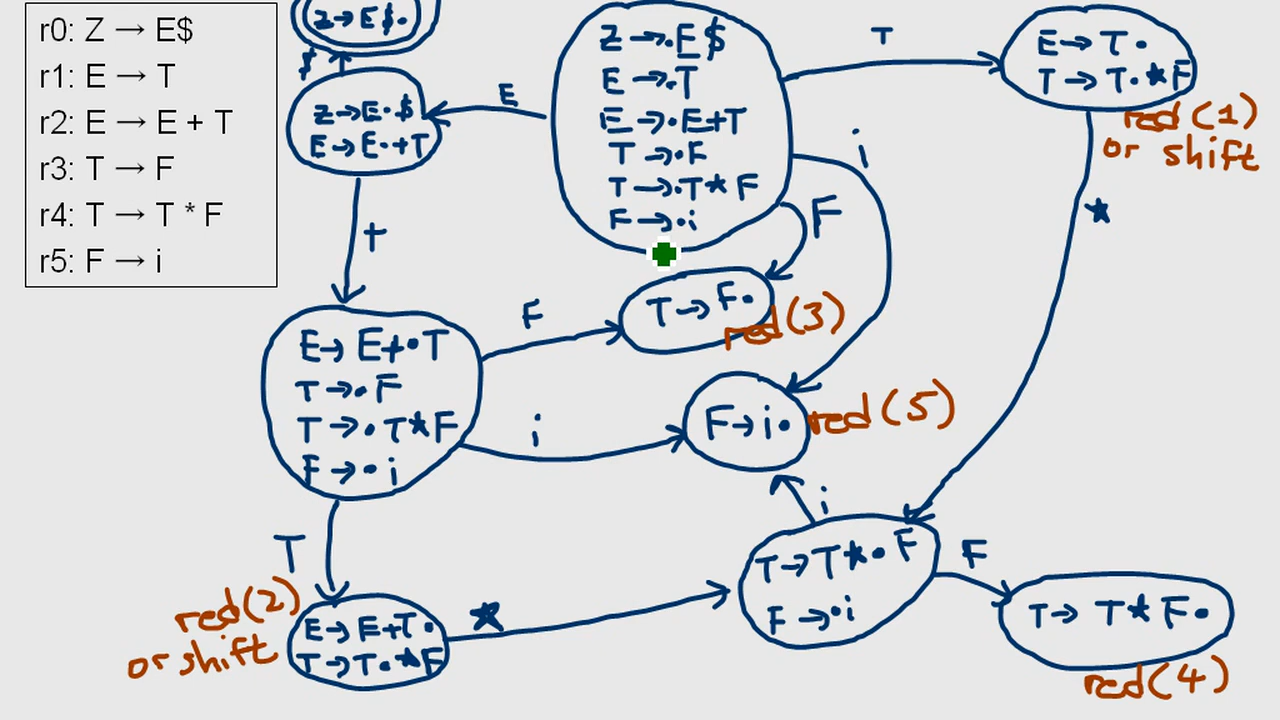 r0: Z → E$
r1: E → T
r2: E → E + T
r3: T → F
r4: T → T * F
r5: F → i
Z→E$·
$
Z→E·$
E→E·+T
E
Z→·E$
E→·T
E→·E+T
T→·F
T→·T*F
F→·i
T
E→T·
T→T·*F
red(1)
or shift
i
F
*
+
T→F·
red(3)
F
E→E+·T
T→·F
T→·T*F
F→·i
i
F→i·
red(5)
T
red(2)
or shift
E→E+T·
T→T·*F
*
i
T→T*·F
F→·i
F
T→T*F·
red(4)